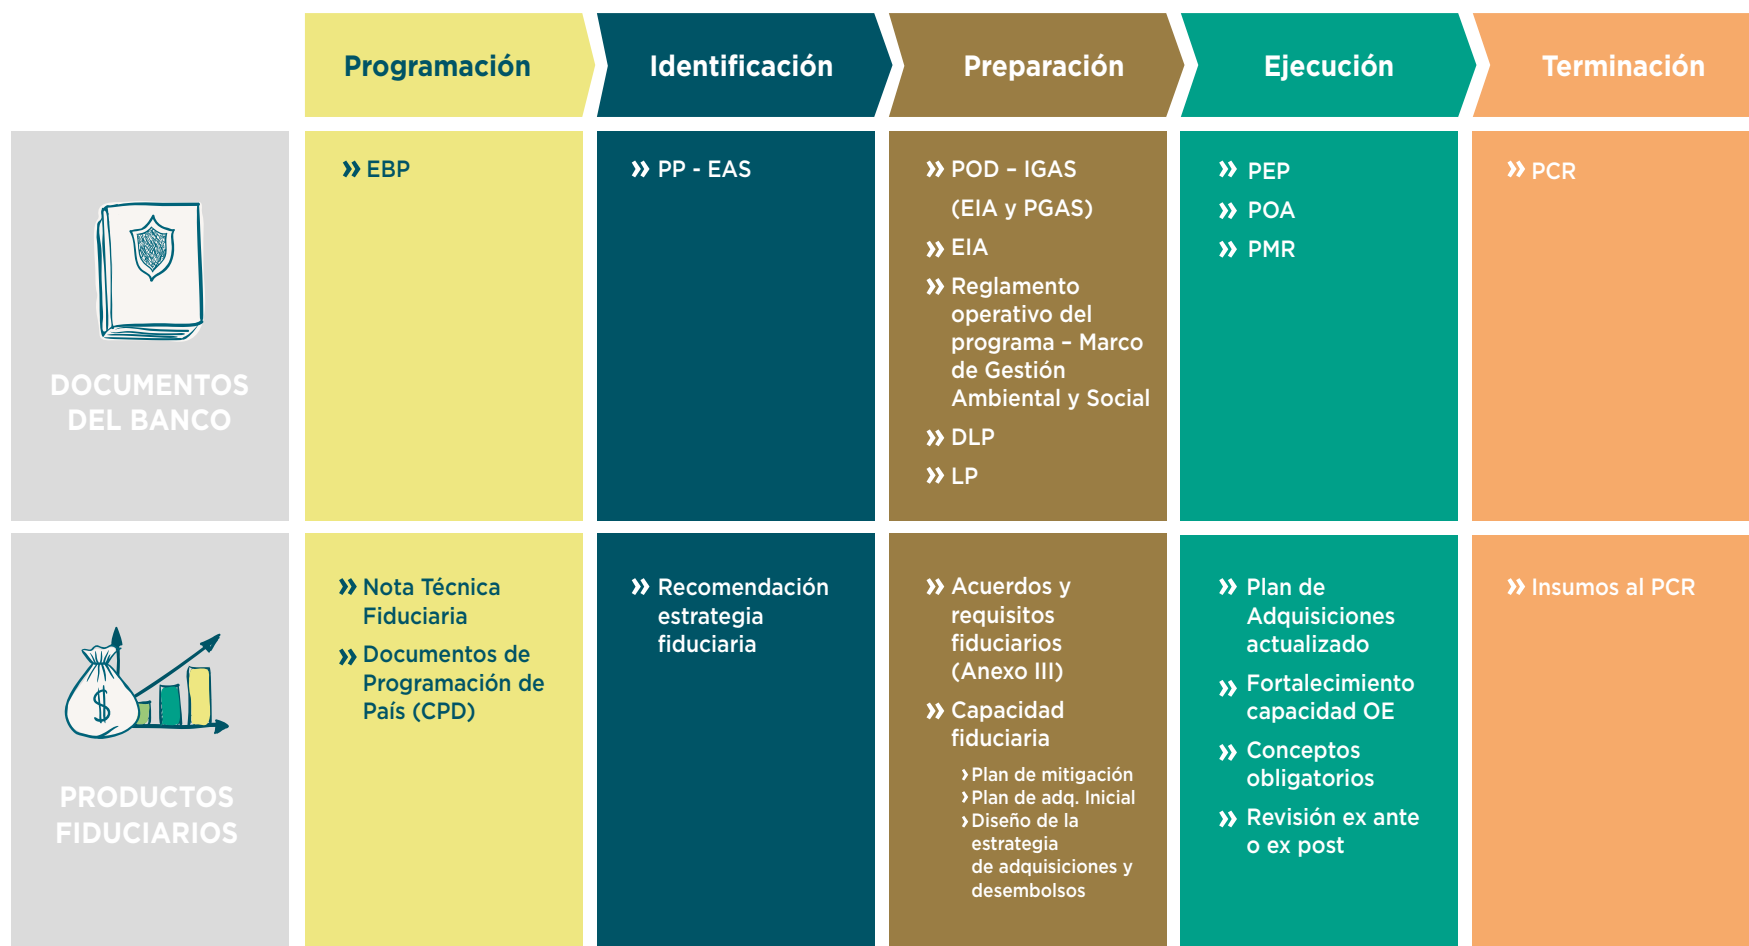 Programación
Identificación
Preparación
Ejecución
Terminación
DOCUMENTOS
DEL BANCO
» EBP
» PP - EAS
» POD – IGAS
(EIA y PGAS)
» EIA
» Reglamento
operativo del
programa – Marco
de Gestión
Ambiental y Social
» DLP
» LP
» PEP
» POA
» PMR
» PCR
$
PRODUCTOS
FIDUCIARIOS
» Nota Técnica
Fiduciaria
» Documentos de
Programación de
País (CPD)
» Recomendación
estrategia
fiduciaria
» Acuerdos y
requisitos
fiduciarios
(Anexo III)
» Capacidad
fiduciaria
› Plan de mitigación
› Plan de adq. Inicial
› Diseño de la
estrategia
de adquisiciones y
desembolsos
» Plan de
Adquisiciones
actualizado
» Fortalecimiento
capacidad OE
» Conceptos
obligatorios
» Revisión ex ante
o ex post
» Insumos al PCR